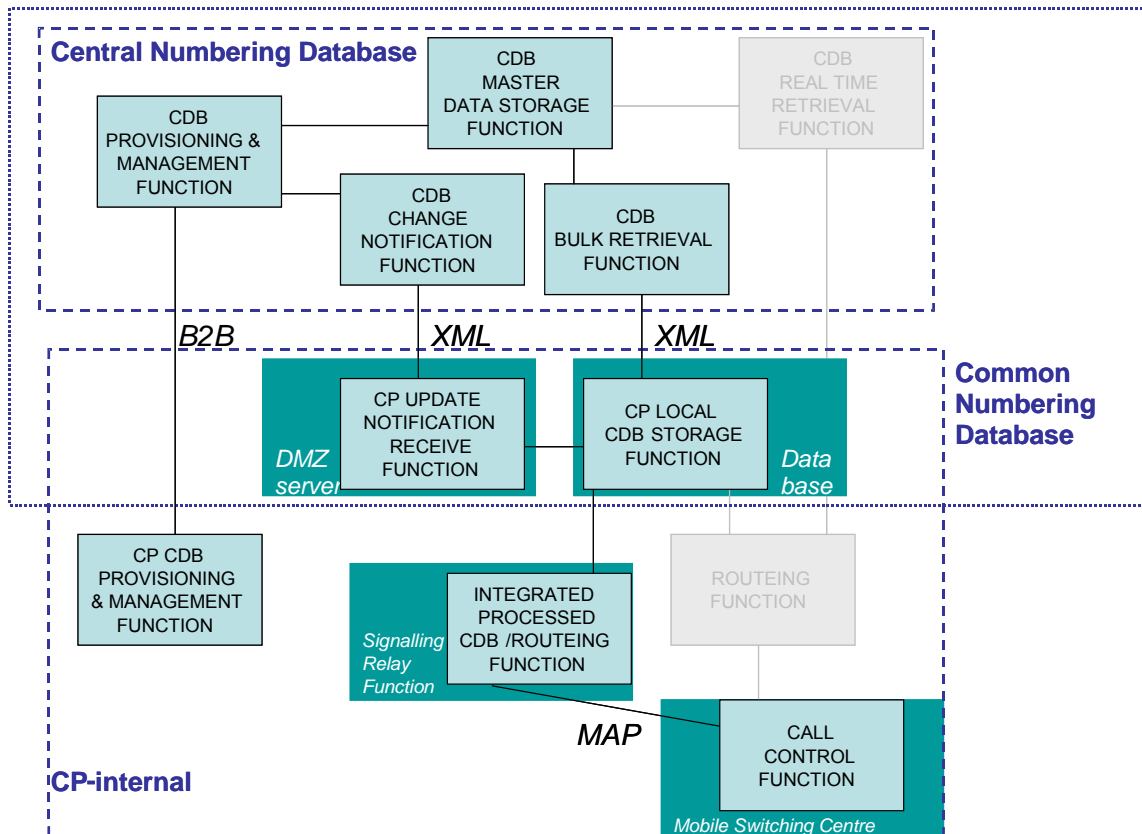 Central Numbering Database
CDB
MASTER
DATA STORAGE
FUNCTION
CDB
REAL TIME
RETRIEVAL
FUNCTION
CDB
PROVISIONING &
MANAGEMENT
FUNCTION
CDB
CHANGE
NOTIFICATION
FUNCTION
CDB
BULK RETRIEVAL
FUNCTION
B2B
XML
XML
Common
Numbering
Database
CP UPDATE
NOTIFICATION
RECEIVE
FUNCTION
DMZ
server
CP LOCAL
CDB STORAGE
FUNCTION
Data
base
CP CDB
PROVISIONING
& MANAGEMENT
FUNCTION
INTEGRATED
PROCESSED
CDB /ROUTEING
FUNCTION
Signalling
Relay
Function
ROUTEING
FUNCTION
MAP
CALL
CONTROL
FUNCTION
Mobile Switching Centre
CP-internal